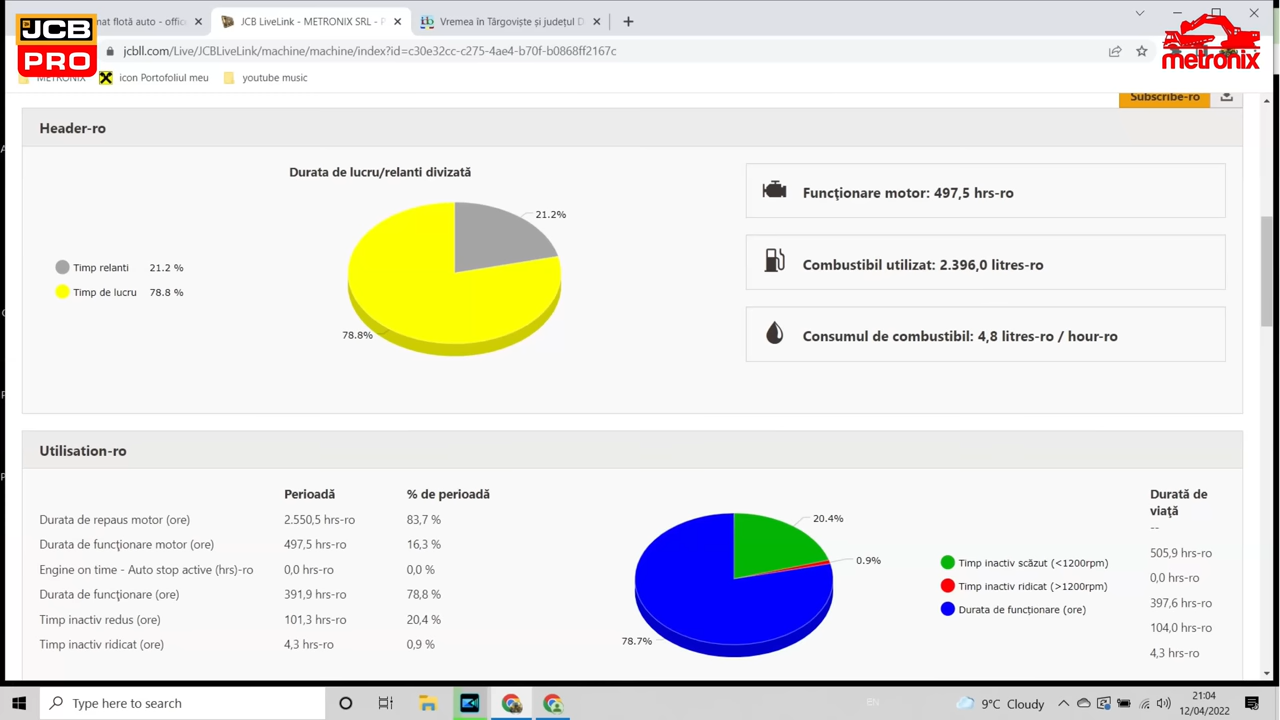 JCB
PRO
mat flotă auto - offic
JCB LiveLink - METRONIX SRL - P
Vremea în Târgoviște și județul D
metronix
jcbll.com/Live/JCBLiveLink/machine/machine/index?id=c30e32cc-c275-4ae4-b70f-b0868ff2167c
METRONIX
icon Portofoliul meu
youtube music
Subscribe-ro
Header-ro
Durata de lucru/relanti divizată
21.2%
78.8%
Timp relanti 21.2 %
Timp de lucru 78.8 %
Funcţionare motor: 497,5 hrs-ro
Combustibil utilizat: 2.396,0 litres-ro
Consumul de combustibil: 4,8 litres-ro / hour-ro
Utilisation-ro
Perioadă % de perioadă
Durata de repaus motor (ore) 2.550,5 hrs-ro 83,7 %
Durata de funcţionare motor (ore) 497,5 hrs-ro 16,3 %
Engine on time - Auto stop active (hrs)-ro 0,0 hrs-ro 0,0 %
Durata de funcţionare (ore) 391,9 hrs-ro 78,8 %
Timp inactiv redus (ore) 101,3 hrs-ro 20,4 %
Timp inactiv ridicat (ore) 4,3 hrs-ro 0,9 %
20.4%
0.9%
78.7%
Timp inactiv scăzut (<1200rpm)
Timp inactiv ridicat (>1200rpm)
Durata de funcționare (ore)
Durată de
viaţă
--
505,9 hrs-ro
0,0 hrs-ro
397,6 hrs-ro
104,0 hrs-ro
4,3 hrs-ro
Type here to search
EN
9°C Cloudy
21:04
12/04/2022